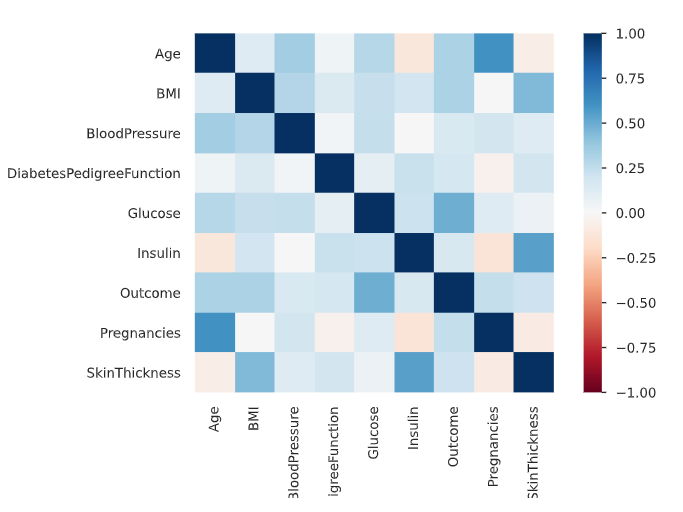 Age
BMI
BloodPressure
DiabetesPedigreeFunction
Glucose
Insulin
Outcome
Pregnancies
SkinThickness
1.00
0.75
0.50
0.25
0.00
−0.25
−0.50
−0.75
−1.00
Age
BMI
BloodPressure
igreeFunction
Glucose
Insulin
Outcome
Pregnancies
SkinThickness